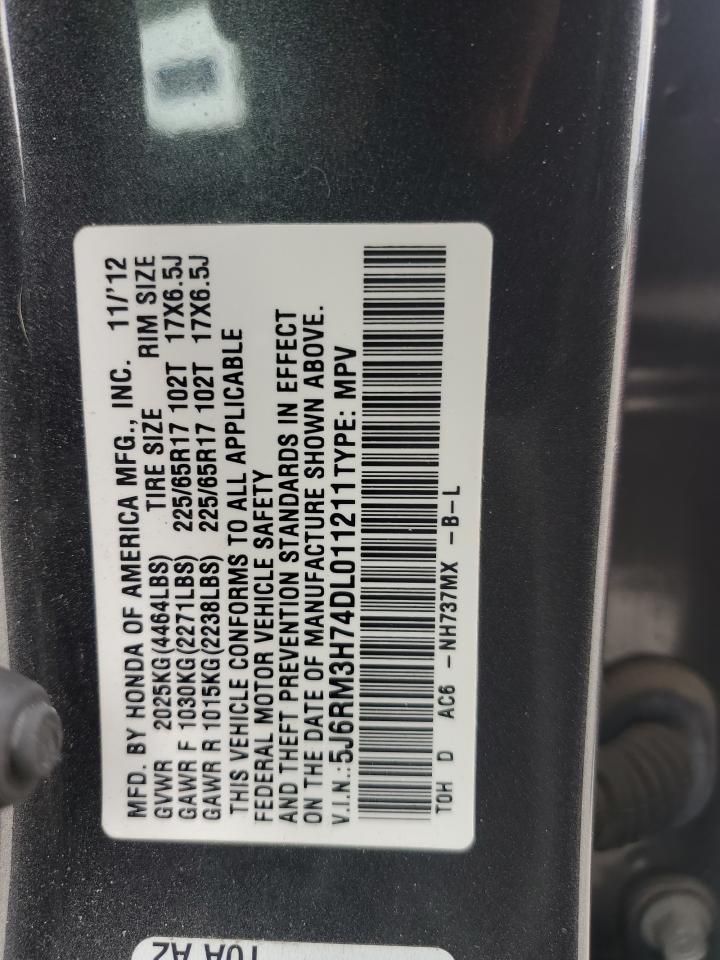 MFD. BY HONDA OF AMERICA MFG., INC. 11/'12
GVWR 2025KG(4464LBS) TIRE SIZE RIM SIZE
GAWR F 1030KG(2271LBS) 225/65R17 102T 17X6.5J
GAWR R 1015KG(2238LBS) 225/65R17 102T 17X6.5J
THIS VEHICLE CONFORMS TO ALL APPLICABLE
FEDERAL MOTOR VEHICLE SAFETY
AND THEFT PREVENTION STANDARDS IN EFFECT
ON THE DATE OF MANUFACTURE SHOWN ABOVE.
V.I.N.:5J6RM3H74DL011211 TYPE: MPV
TOH D AC6 -NH737MX -B-L